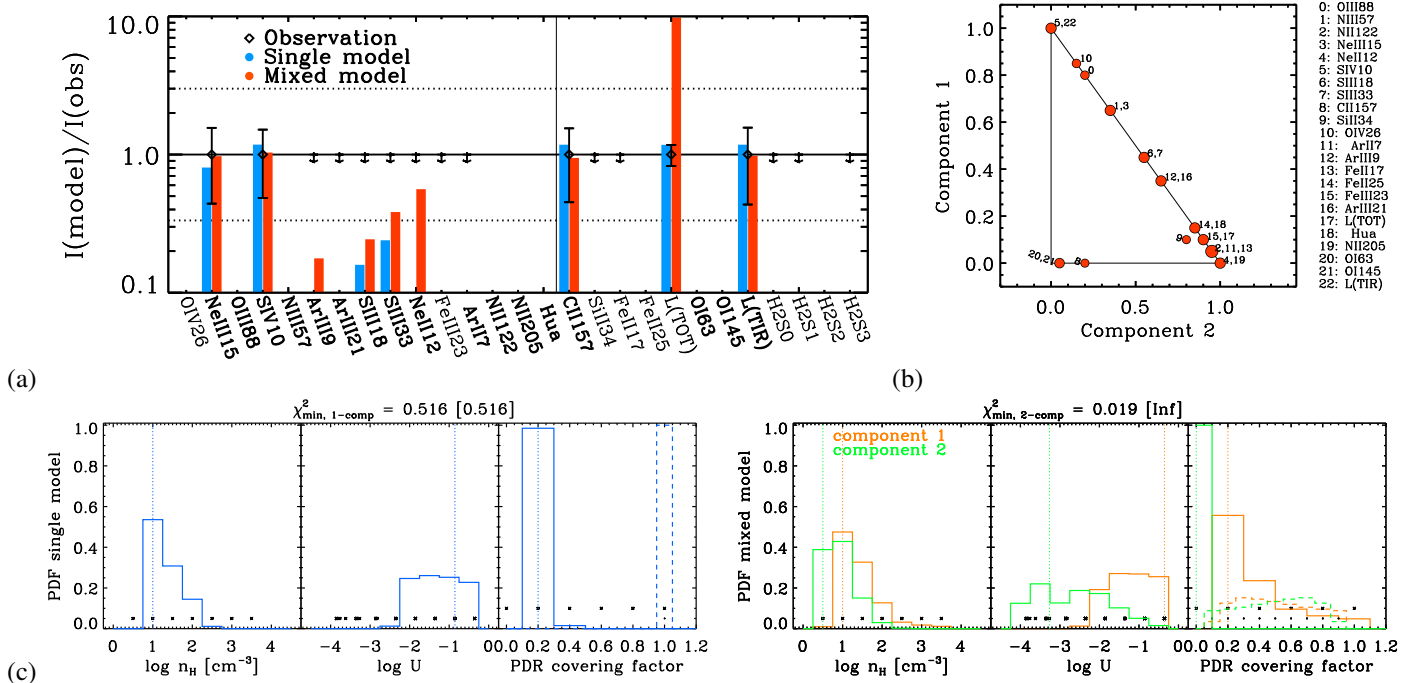 10.0
1.0
0.1
I(model)/I(obs)
Observation
Single model
Mixed model
OIV26
NeIII15
OIII88
SIV10
NIII57
ArIII9
ArIII21
SIII18
SIII33
NeII12
FeIII23
ArII7
NII122
NII205
Hua
CII157
SiII34
FeII17
FeII25
L(TOT)
OI63
OI145
L(TIR)
H2S0
H2S1
H2S2
H2S3
(a)
1.0
0.8
0.6
0.4
0.2
0.0
Component 1
5,22
10
0
1,3
6,7
12,16
14,18
9
15,17
2,11,13
4,19
20,21
8
0.0 0.5 1.0
Component 2
0: OIII88
1: NIII57
2: NII122
3: NeIII15
4: NeII12
5: SIV10
6: SIII18
7: SIII33
8: CII157
9: SiII34
10: OIV26
11: ArII7
12: ArIII9
13: FeII17
14: FeII25
15: FeIII23
16: ArIII21
17: L(TOT)
18: Hua
19: NII205
20: OI63
21: OI145
22: L(TIR)
(b)
χ²min, 1-comp = 0.516 [0.516]
PDF single model
1.0
0.8
0.6
0.4
0.2
0.0
0 1 2 3 4
log nH [cm⁻³]
−4 −3 −2 −1
log U
0.0 0.2 0.4 0.6 0.8 1.0 1.2
PDR covering factor
χ²min, 2-comp = 0.019 [Inf]
PDF mixed model
1.0
0.8
0.6
0.4
0.2
0.0
component 1
component 2
0 1 2 3 4
log nH [cm⁻³]
−4 −3 −2 −1
log U
0.0 0.2 0.4 0.6 0.8 1.0 1.2
PDR covering factor
(c)